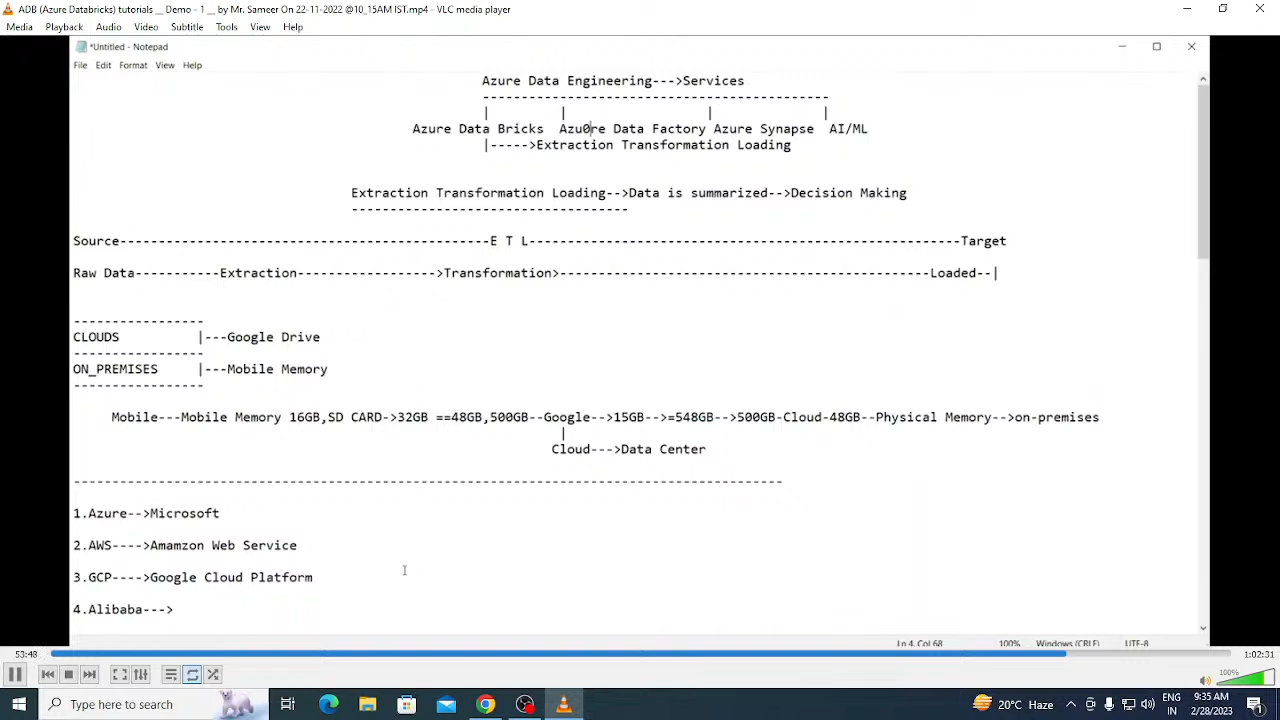 ADB (Azure Databricks) tutorials __ Demo - 1 __ by Mr. Sameer On 22-11-2022 @10_15AM IST.mp4 - VLC media player
Media Playback Audio Video Subtitle Tools View Help
*Untitled - Notepad
File Edit Format View Help
Azure Data Engineering--->Services
---------------------------------------------
| | | |
Azure Data Bricks Azu0re Data Factory Azure Synapse AI/ML
|----->Extraction Transformation Loading
Extraction Transformation Loading-->Data is summarized-->Decision Making
------------------------------------
Source------------------------------------------------E T L--------------------------------------------------------Target
Raw Data-----------Extraction------------------>Transformation>------------------------------------------------Loaded--|
-----------------
CLOUDS |---Google Drive
-----------------
ON_PREMISES |---Mobile Memory
-----------------
Mobile---Mobile Memory 16GB,SD CARD->32GB ==48GB,500GB--Google-->15GB-->=548GB-->500GB-Cloud-48GB--Physical Memory-->on-premises
|
Cloud--->Data Center
--------------------------------------------------------------------------------------------
1.Azure-->Microsoft
2.AWS---->Amamzon Web Service
3.GCP---->Google Cloud Platform
4.Alibaba--->
Ln 4, Col 68 100% Windows (CRLF) UTF-8
53:48 1:02:31
100%
Type here to search 20°C Haze ENG 9:35 AM
IN 2/28/2023